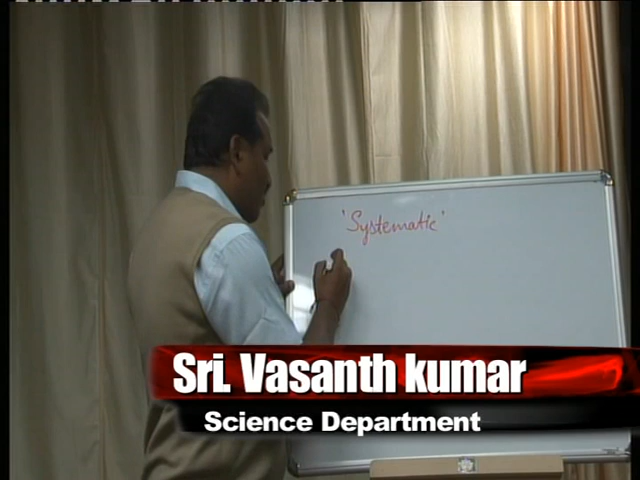 'Systematic'
Sri. Vasanth kumar
Science Department